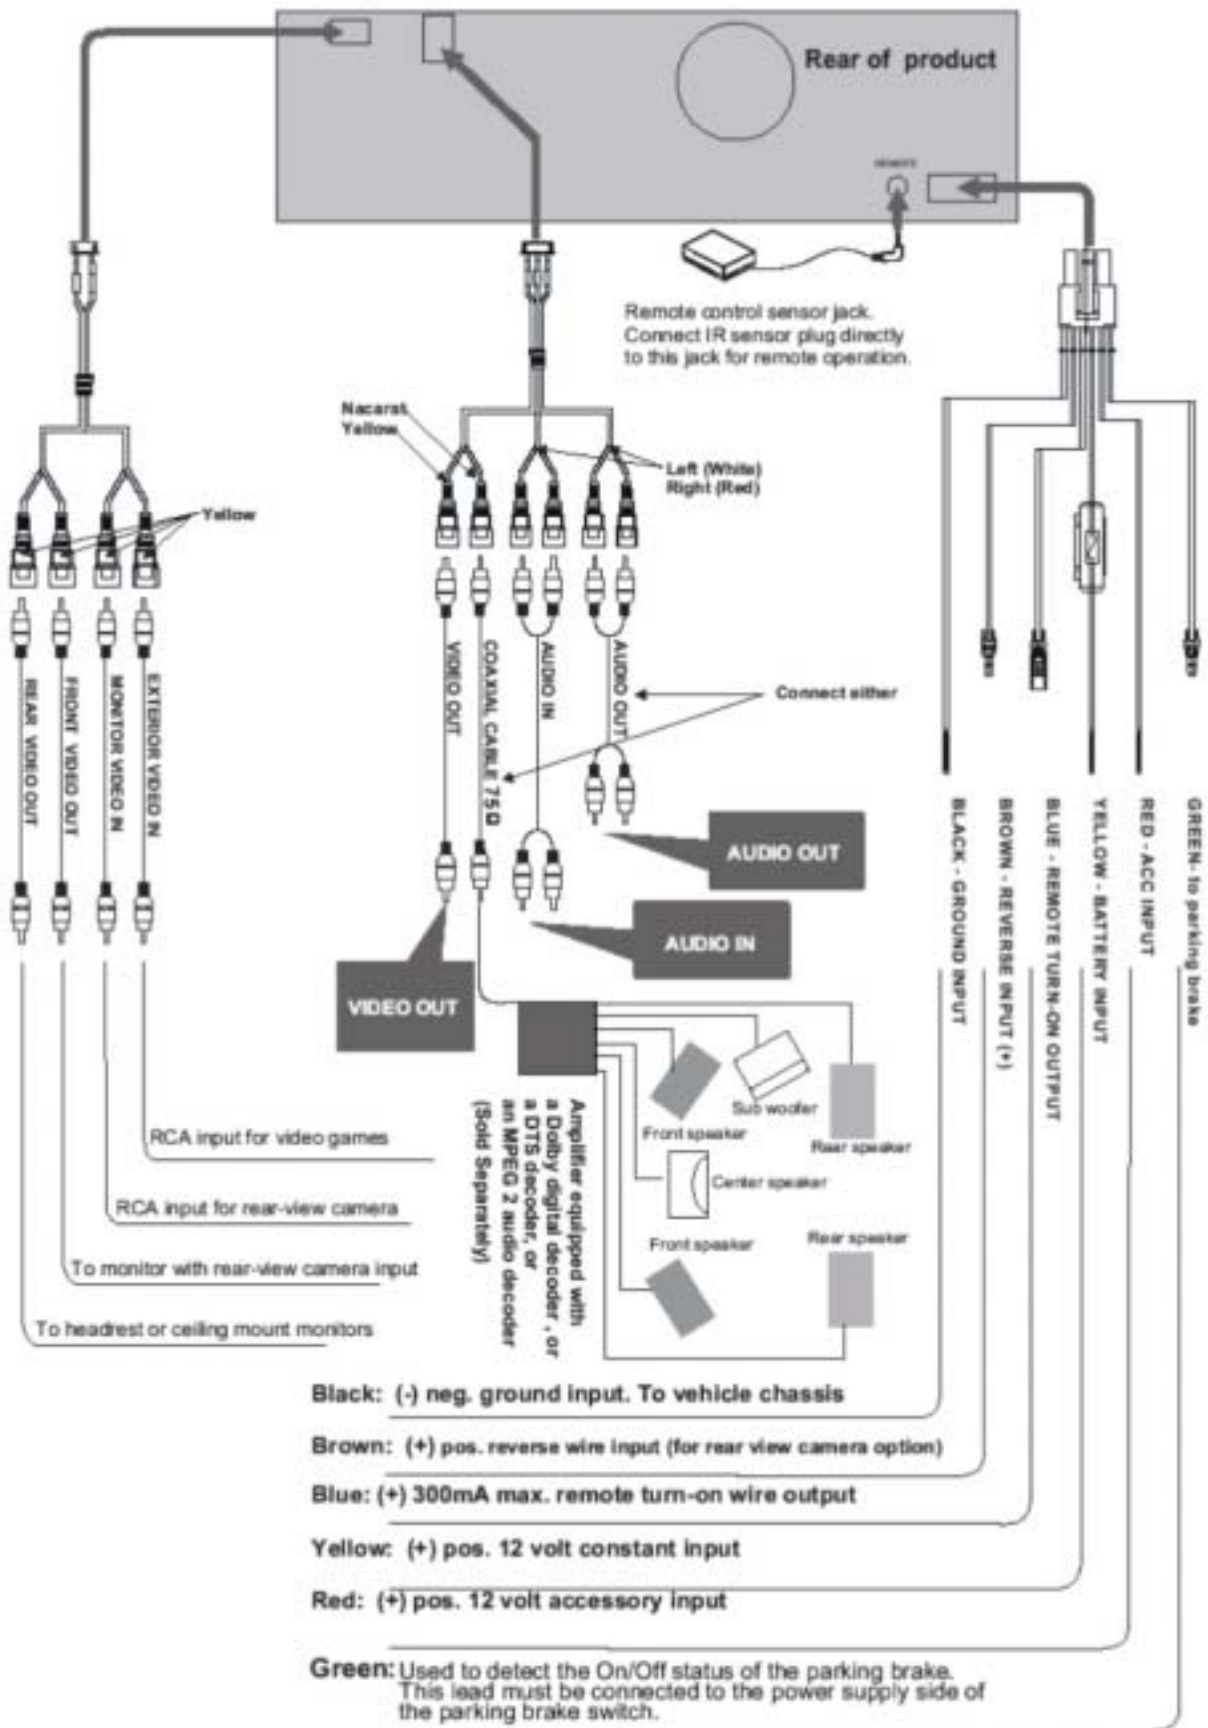 Rear of product
REMOTE
Remote control sensor jack.
Connect IR sensor plug directly
to this jack for remote operation.
Nacarat
Yellow
Left (White)
Right (Red)
Yellow
REAR VIDEO OUT
FRONT VIDEO OUT
MONITOR VIDEO IN
EXTERIOR VIDEO IN
VIDEO OUT
COAXIAL CABLE 75Ω
AUDIO IN
AUDIO OUT
Connect either
AUDIO OUT
AUDIO IN
VIDEO OUT
BLACK - GROUND INPUT
BROWN - REVERSE INPUT (+)
BLUE - REMOTE TURN-ON OUTPUT
YELLOW - BATTERY INPUT
RED - ACC INPUT
GREEN- to parking brake
Amplifier equipped with
a Dolby digital decoder , or
a DTS decoder, or
an MPEG 2 audio decoder
(Sold Separately)
Sub woofer
Front speaker
Rear speaker
Center speaker
Front speaker
Rear speaker
RCA input for video games
RCA input for rear-view camera
To monitor with rear-view camera input
To headrest or ceiling mount monitors
Black: (-) neg. ground input. To vehicle chassis
Brown: (+) pos. reverse wire input (for rear view camera option)
Blue: (+) 300mA max. remote turn-on wire output
Yellow: (+) pos. 12 volt constant input
Red: (+) pos. 12 volt accessory input
Green: Used to detect the On/Off status of the parking brake.
This lead must be connected to the power supply side of
the parking brake switch.